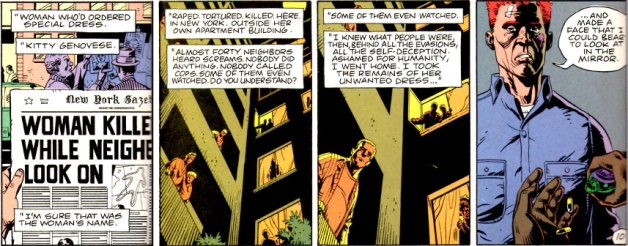 "WOMAN WHO'D ORDERED
SPECIAL DRESS.
"KITTY GENOVESE.
New York Gazet
WOMAN KILLE
WHILE NEIGHB
LOOK ON
"I'M SURE THAT WAS
THE WOMAN'S NAME.
"RAPED. TORTURED. KILLED. HERE.
IN NEW YORK. OUTSIDE HER
OWN APARTMENT BUILDING.
"ALMOST FORTY NEIGHBORS
HEARD SCREAMS. NOBODY DID
ANYTHING. NOBODY CALLED
COPS. SOME OF THEM EVEN
WATCHED. DO YOU UNDERSTAND?
"SOME OF THEM EVEN WATCHED.
"I KNEW WHAT PEOPLE WERE,
THEN, BEHIND ALL THE EVASIONS,
ALL THE SELF-DECEPTION.
ASHAMED FOR HUMANITY,
I WENT HOME. I TOOK
THE REMAINS OF HER
UNWANTED DRESS...
...AND
MADE A
FACE THAT I
COULD BEAR
TO LOOK AT
IN THE
MIRROR.
10